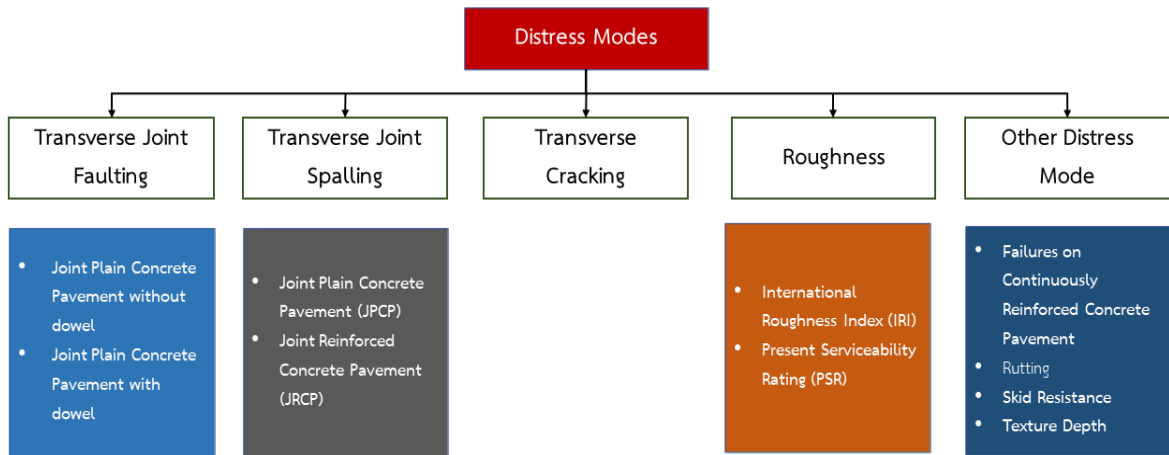 Distress Modes
Transverse Joint
Faulting
Transverse Joint
Spalling
Transverse
Cracking
Roughness
Other Distress
Mode
• Joint Plain Concrete
Pavement without
dowel
• Joint Plain Concrete
Pavement with
dowel
• Joint Plain Concrete
Pavement (JPCP)
• Joint Reinforced
Concrete Pavement
(JRCP)
• International
Roughness Index (IRI)
• Present Serviceability
Rating (PSR)
• Failures on
Continuously
Reinforced Concrete
Pavement
• Rutting
• Skid Resistance
• Texture Depth